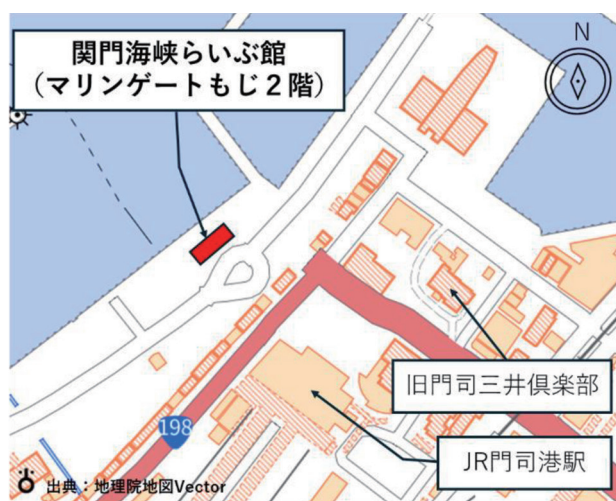 関門海峡らいぶ館
（マリンゲートもじ２階）
N
旧門司三井倶楽部
198
JR門司港駅
出典：地理院地図Vector